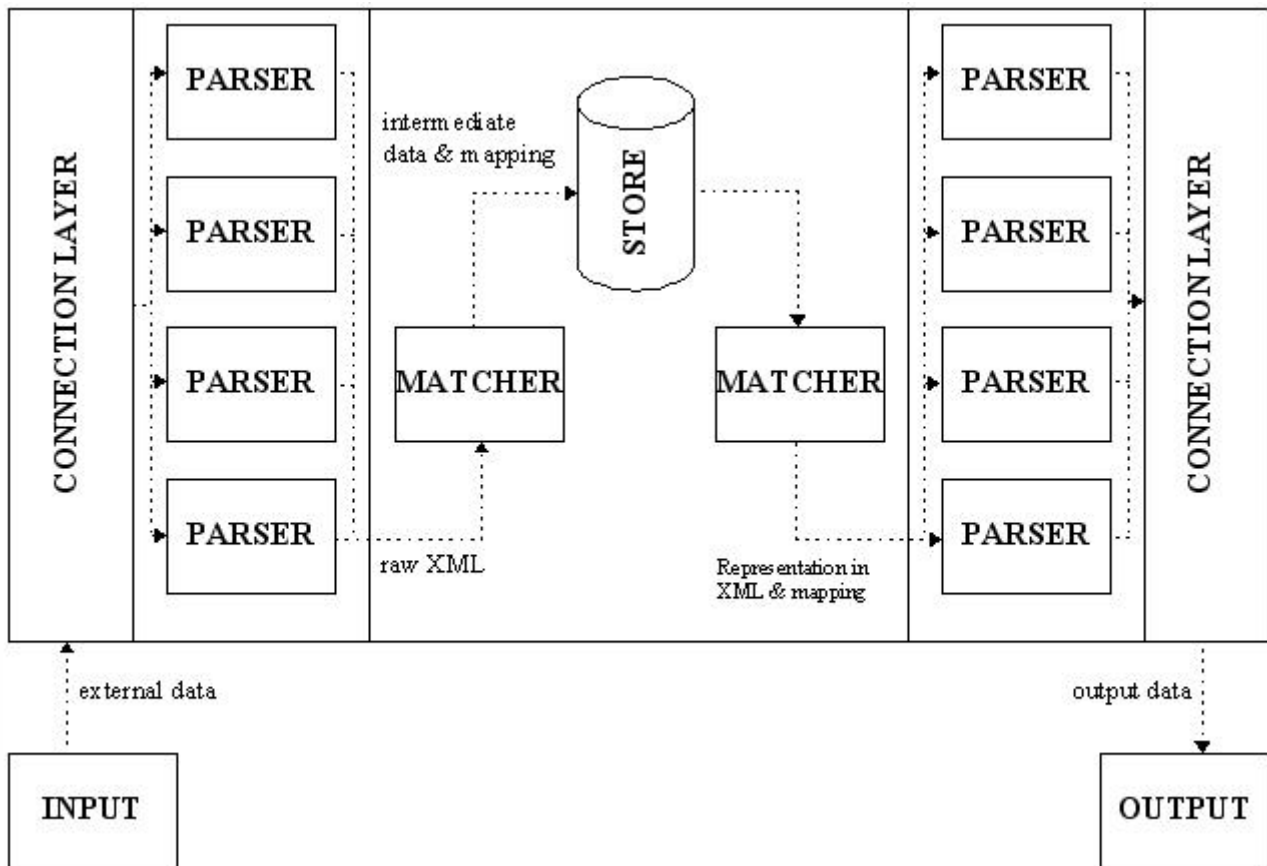 CONNECTION LAYER
PARSER
PARSER
PARSER
PARSER
intermediate
data & mapping
raw XML
MATCHER
STORE
MATCHER
Representation in
XML & mapping
PARSER
PARSER
PARSER
PARSER
CONNECTION LAYER
external data
output data
INPUT
OUTPUT